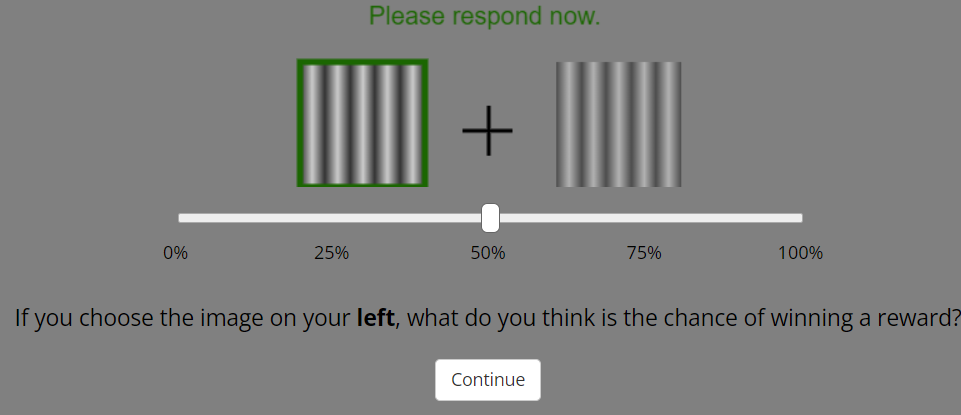 Please respond now.
0% 25% 50% 75% 100%
If you choose the image on your left, what do you think is the chance of winning a reward?
Continue